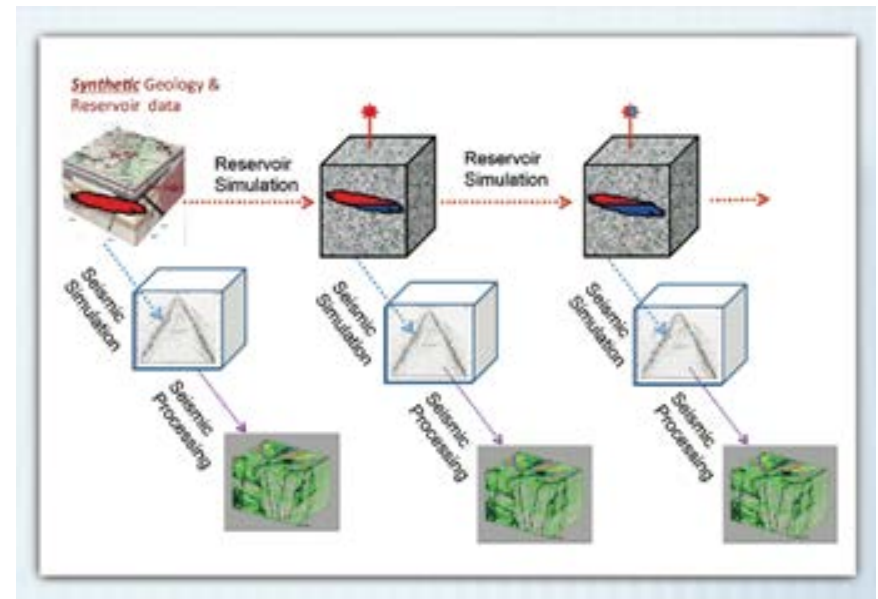 Synthetic Geology &
Reservoir data
Reservoir
Simulation
Reservoir
Simulation
Seismic
Simulation
Seismic
Simulation
Seismic
Simulation
Seismic
Processing
Seismic
Processing
Seismic
Processing